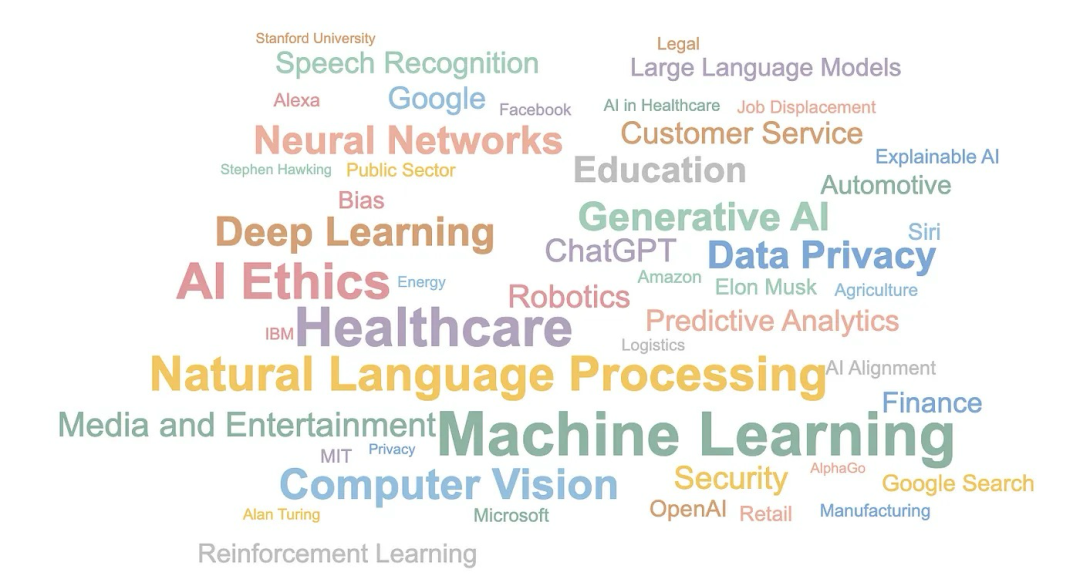 Stanford University
Legal
Speech Recognition
Large Language Models
Alexa
Google
Facebook
AI in Healthcare
Job Displacement
Neural Networks
Customer Service
Stephen Hawking
Public Sector
Education
Explainable AI
Automotive
Bias
Deep Learning
Generative AI
Siri
ChatGPT
Data Privacy
AI Ethics
Energy
Amazon
Elon Musk
Agriculture
Robotics
IBM
Healthcare
Predictive Analytics
Logistics
Natural Language Processing
AI Alignment
Finance
Media and Entertainment
Machine Learning
MIT
Privacy
Computer Vision
Security
AlphaGo
Google Search
Alan Turing
Microsoft
OpenAI
Retail
Manufacturing
Reinforcement Learning